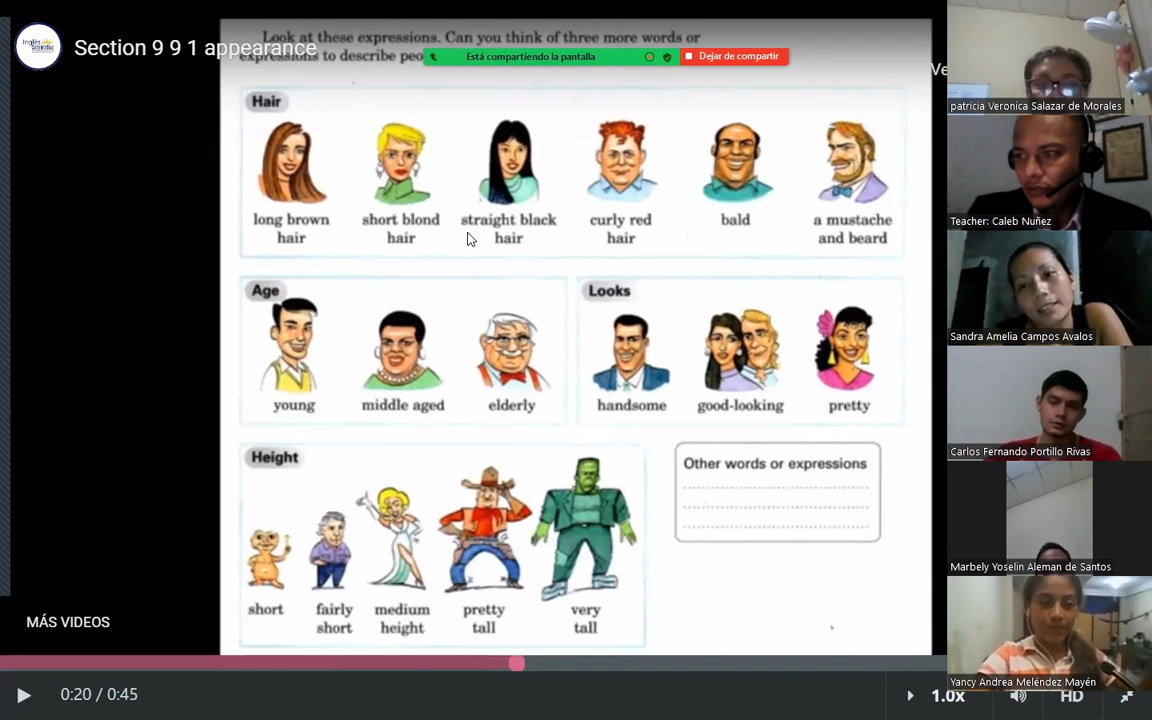 Section 9 9 1 appearance
Look at these expressions. Can you think of three more words or
expressions to describe peo
Está compartiendo la pantalla
Dejar de compartir
Ve
Hair
long brown hair
short blond hair
straight black hair
curly red hair
bald
a mustache and beard
Age
young
middle aged
elderly
Looks
handsome
good-looking
pretty
Height
short
fairly short
medium height
pretty tall
very tall
Other words or expressions
MÁS VIDEOS
0:20 / 0:45
1.0x
HD
patricia Veronica Salazar de Morales
Teacher: Caleb Nuñez
Sandra Amelia Campos Avalos
Carlos Fernando Portillo Rivas
Marbely Yoselin Aleman de Santos
Yancy Andrea Meléndez Mayén